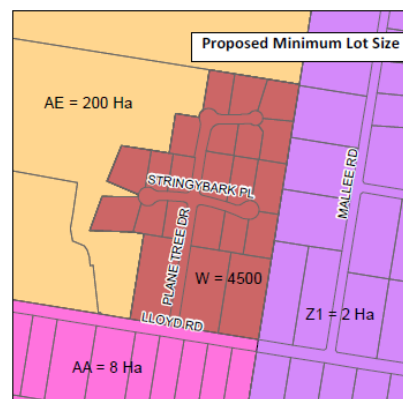 Proposed Minimum Lot Size
AE = 200 Ha
STRINGYBARK PL
MALLEE RD
PLANE TREE DR
W = 4500
LLOYD RD
Z1 = 2 Ha
AA = 8 Ha